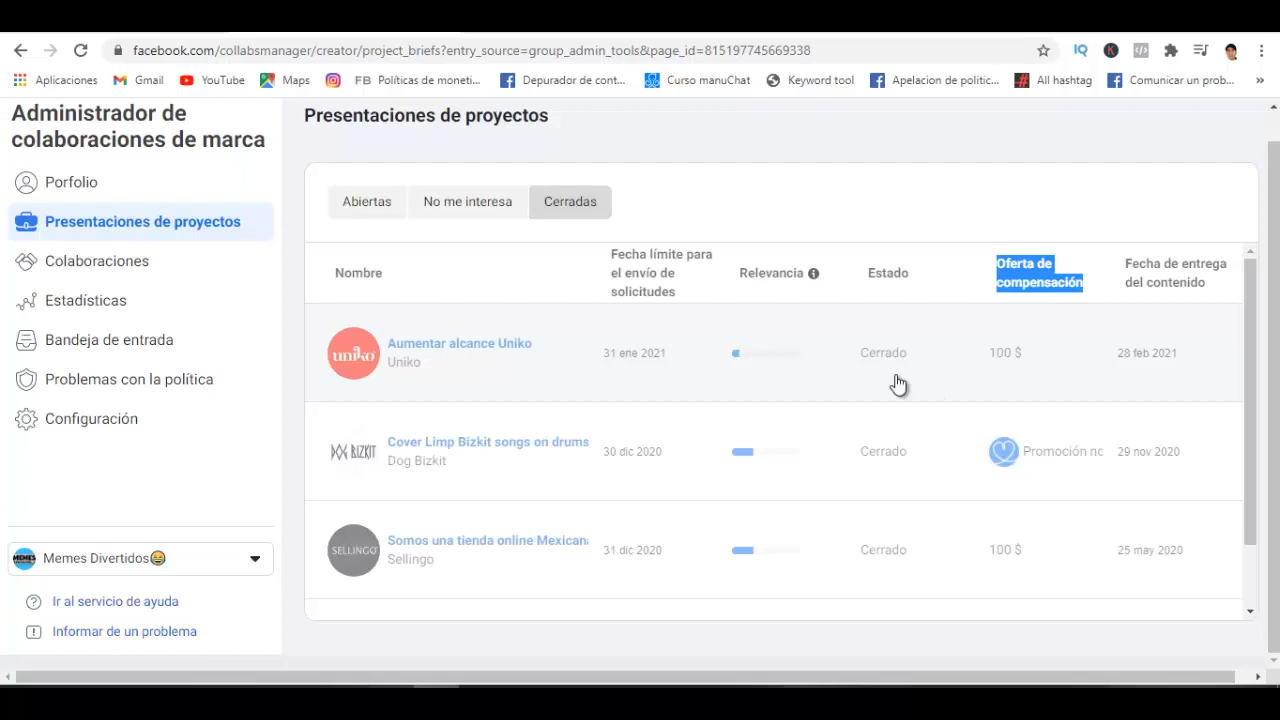 facebook.com/collabsmanager/creator/project_briefs?entry_source=group_admin_tools&page_id=815197745669338
Aplicaciones Gmail YouTube Maps FB Políticas de moneti... Depurador de cont... Curso manuChat Keyword tool Apelacion de politic... All hashtag Comunicar un prob... »
Administrador de
colaboraciones de marca
Porfolio
Presentaciones de proyectos
Colaboraciones
Estadísticas
Bandeja de entrada
Problemas con la política
Configuración
Memes Divertidos😂
Ir al servicio de ayuda
Informar de un problema
Presentaciones de proyectos
Abiertas No me interesa Cerradas
Nombre
Fecha límite para
el envío de
solicitudes
Relevancia
Estado
Oferta de
compensación
Fecha de entrega
del contenido
uniko
Aumentar alcance Uniko
Uniko
31 ene 2021
Cerrado
100 $
28 feb 2021
BIZKIT
Cover Limp Bizkit songs on drums
Dog Bizkit
30 dic 2020
Cerrado
Promoción nc
29 nov 2020
SELLINGO
Somos una tienda online Mexican
Sellingo
31 dic 2020
Cerrado
100 $
25 may 2020